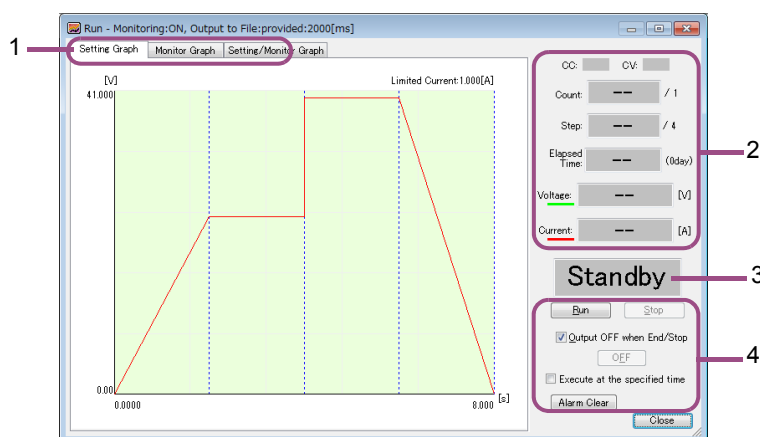 Run - Monitoring:ON, Output to File:provided:2000[ms]
1
Setting Graph Monitor Graph Setting/Monitor Graph
[V] Limited Current:1.000[A]
41.000
0.00
0.0000 8.000 [s]
CC: CV:
Count: -- / 1
Step: -- / 4
Elapsed Time: -- (0day)
2
Voltage: -- [V]
Current: -- [A]
Standby
3
Run Stop
Output OFF when End/Stop
OFF
4
Execute at the specified time
Alarm Clear
Close